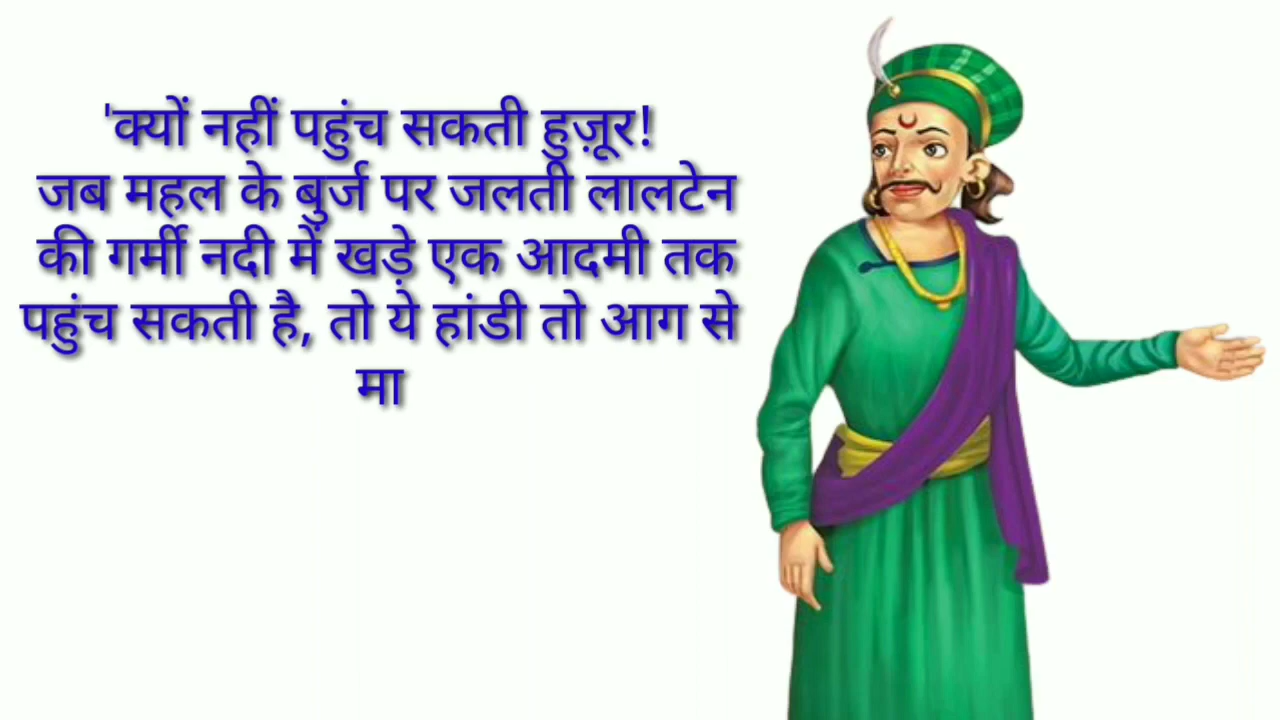 'क्यों नहीं पहुंच सकती हुज़ूर!
जब महल के बुर्ज पर जलती लालटेन
की गर्मी नदी में खड़े एक आदमी तक
पहुंच सकती है, तो ये हांडी तो आग से
मा